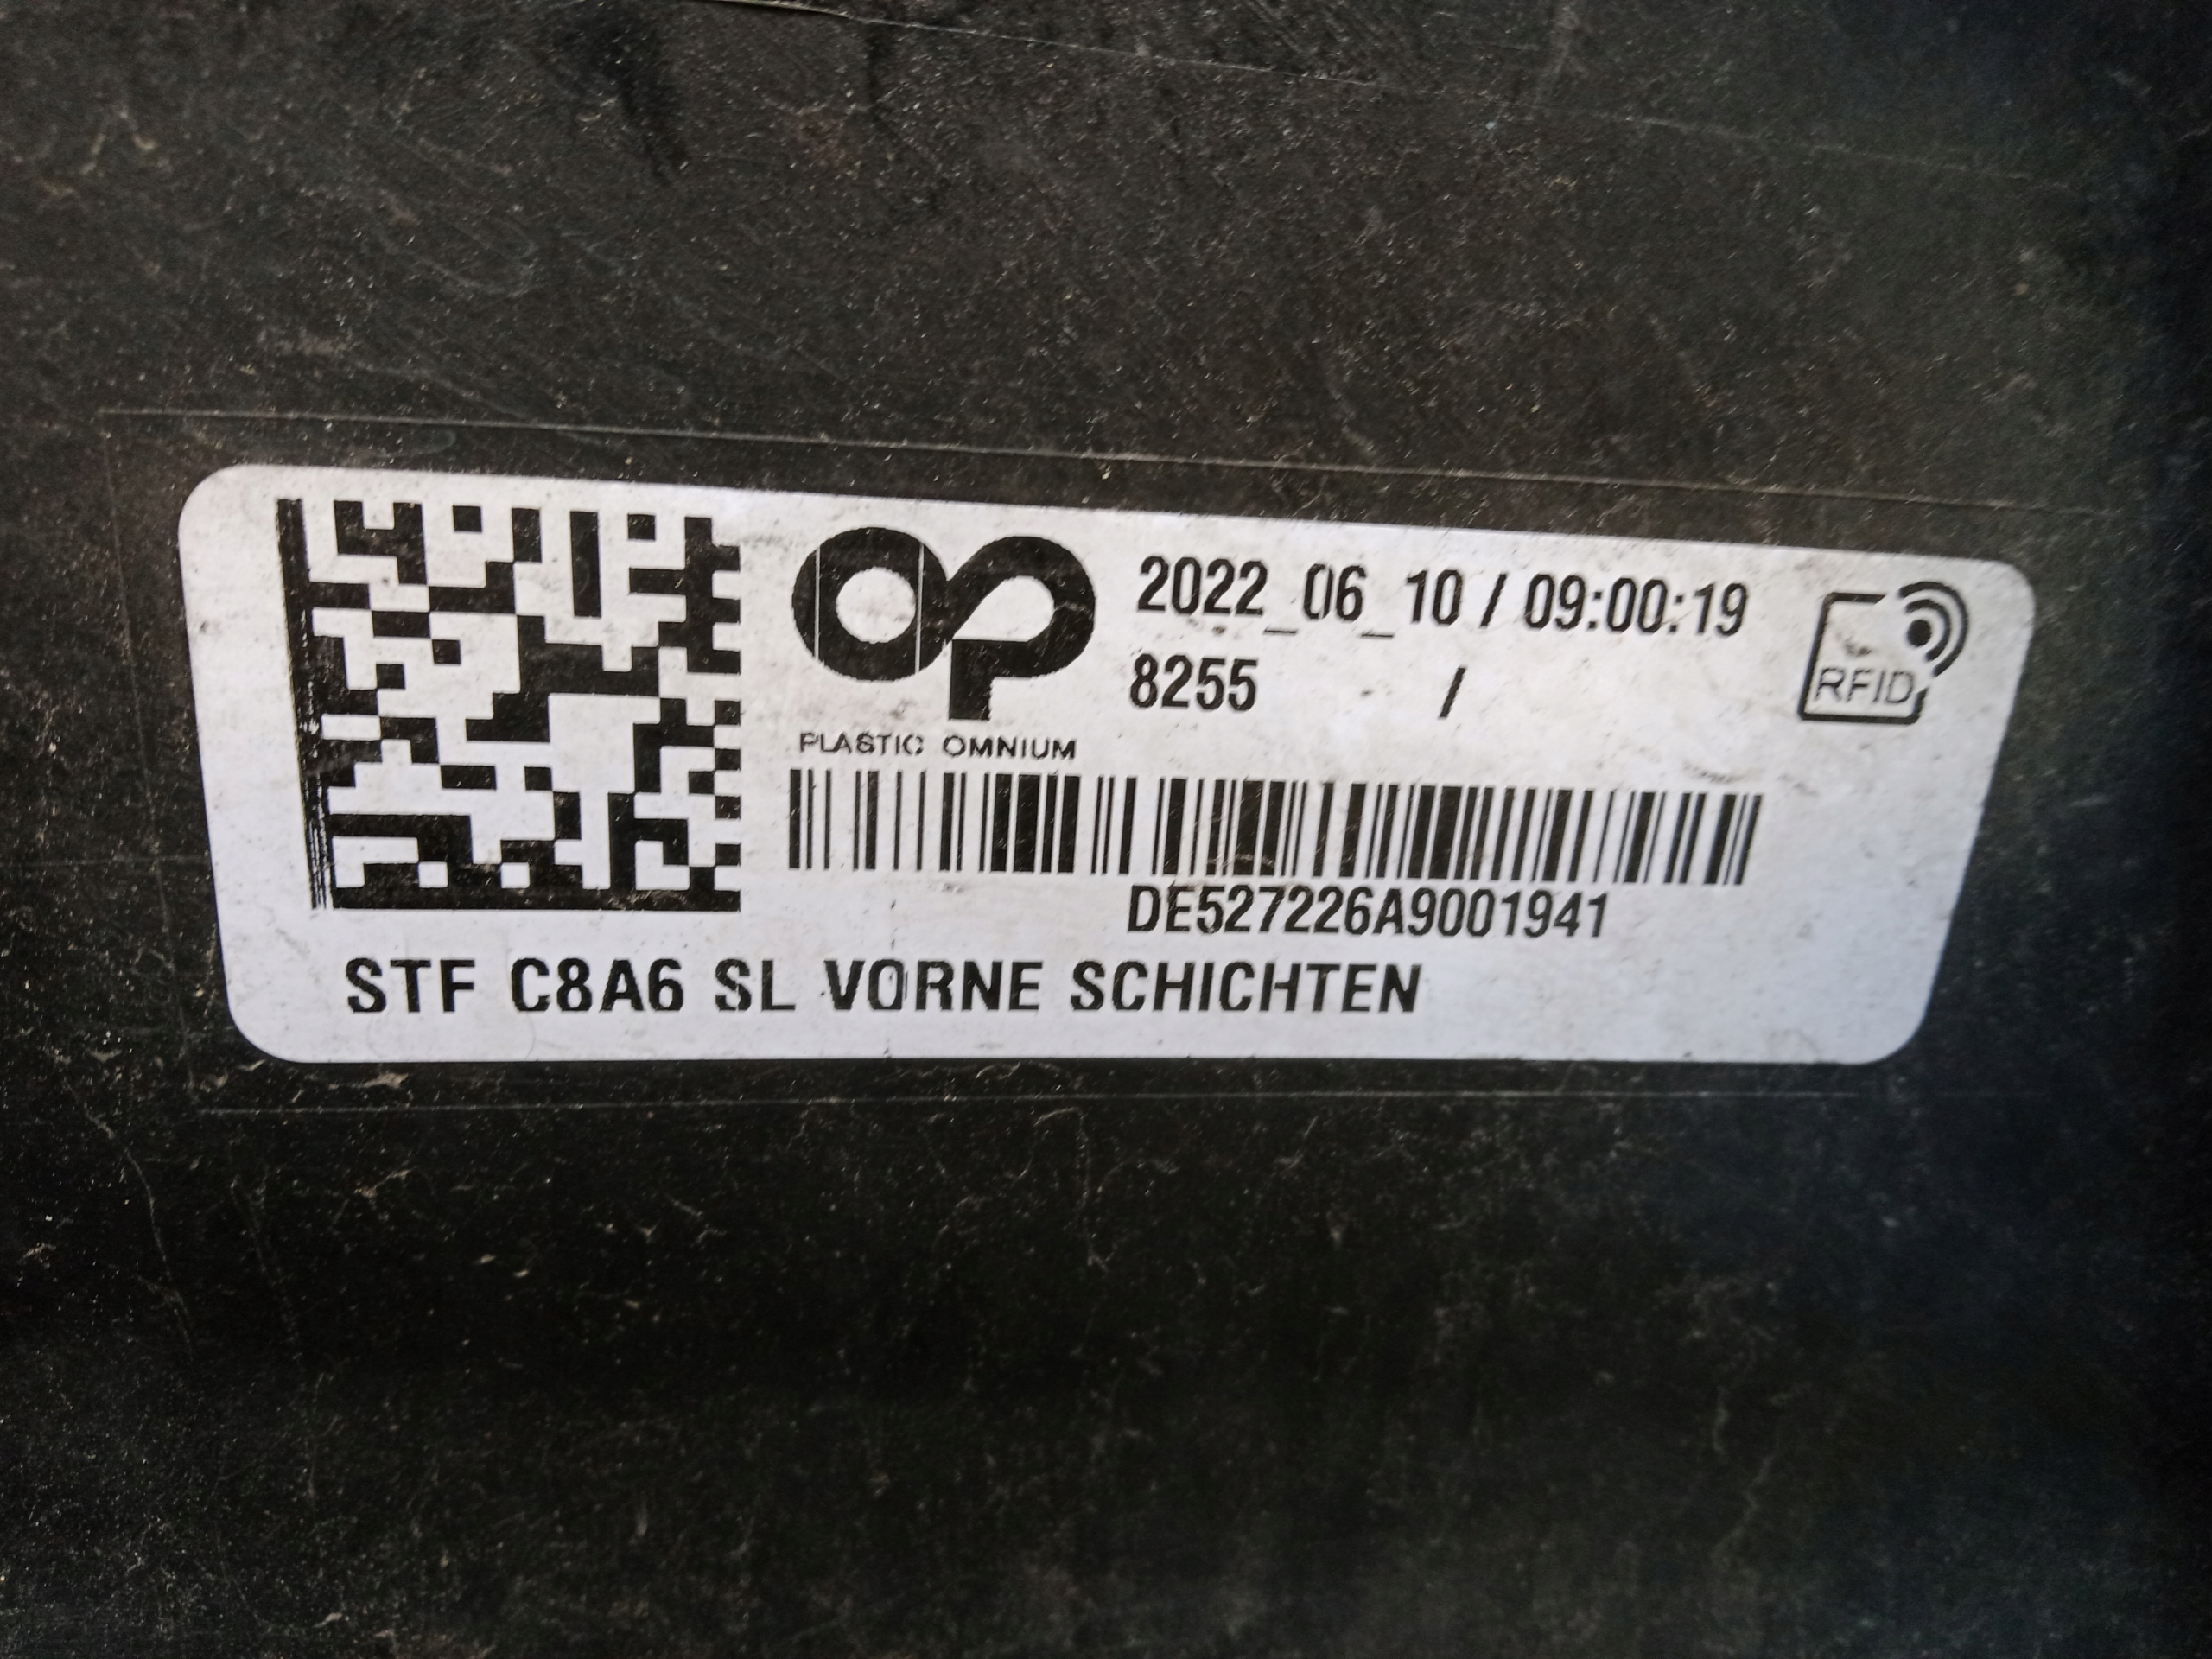 2022_06_10 / 09:00:19
8255 /
RFID
PLASTIC OMNIUM
DE527226A9001941
STF C8A6 SL VORNE SCHICHTEN